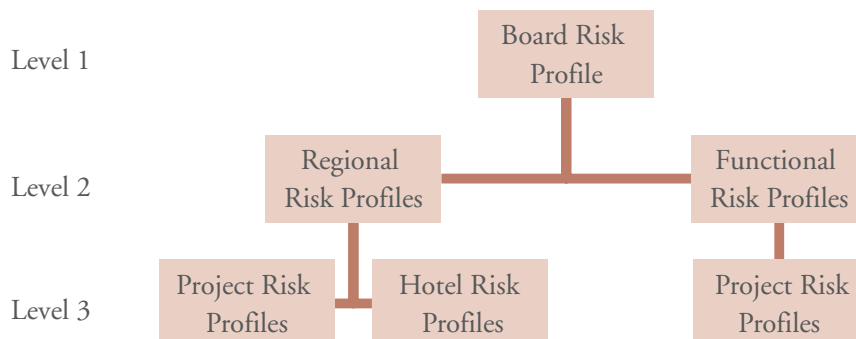 Level 1
Board Risk
Profile
Level 2
Regional
Risk Profiles
Functional
Risk Profiles
Level 3
Project Risk
Profiles
Hotel Risk
Profiles
Project Risk
Profiles